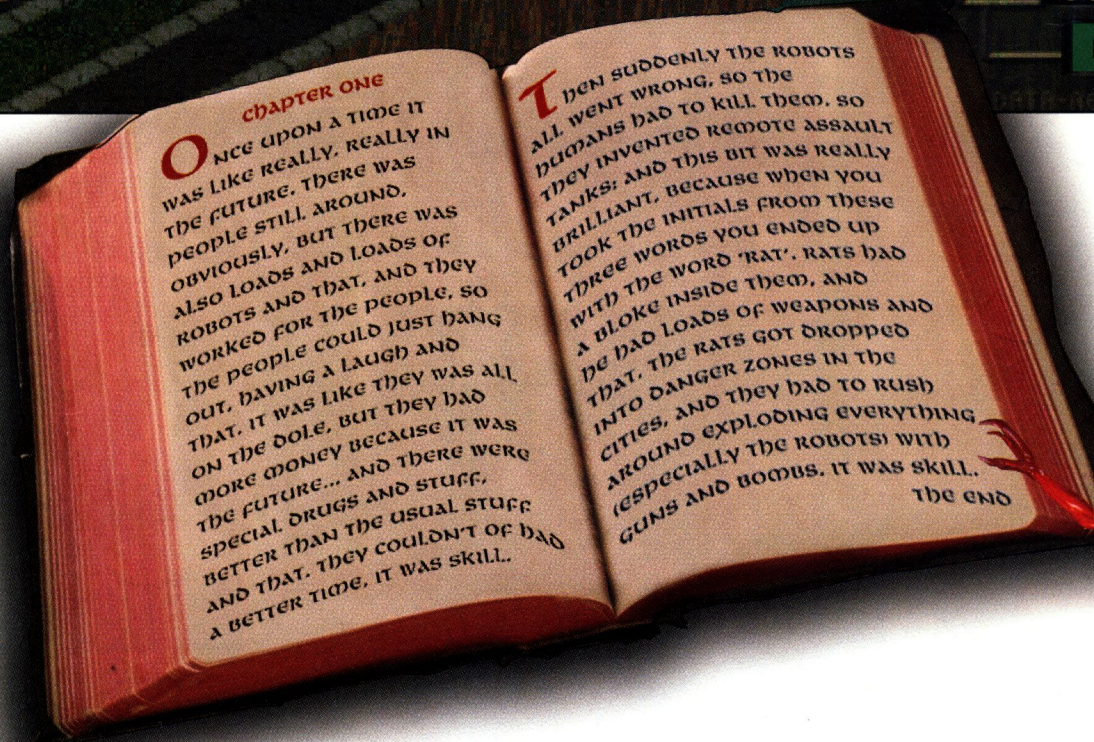 CHAPTER ONE
ONCE UPON A TIME IT
WAS LIKE REALLY, REALLY IN
THE FUTURE. THERE WAS
PEOPLE STILL AROUND,
OBVIOUSLY, BUT THERE WAS
ALSO LOADS AND LOADS OF
ROBOTS AND THAT, AND THEY
WORKED FOR THE PEOPLE, SO
THE PEOPLE COULD JUST HANG
OUT, HAVING A LAUGH AND
THAT. IT WAS LIKE THEY WAS ALL
ON THE DOLE, BUT THEY HAD
MORE MONEY BECAUSE IT WAS
THE FUTURE... AND THERE WERE
SPECIAL DRUGS AND STUFF,
BETTER THAN THE USUAL STUFF
AND THAT. THEY COULDN'T OF HAD
A BETTER TIME. IT WAS SKILL.
THEN SUDDENLY THE ROBOTS
ALL WENT WRONG, SO THE
HUMANS HAD TO KILL THEM. SO
THEY INVENTED REMOTE ASSAULT
TANKS: AND THIS BIT WAS REALLY
BRILLIANT, BECAUSE WHEN YOU
TOOK THE INITIALS FROM THESE
THREE WORDS YOU ENDED UP
WITH THE WORD 'RAT'. RATS HAD
A BLOKE INSIDE THEM, AND
HE HAD LOADS OF WEAPONS AND
THAT. THE RATS GOT DROPPED
INTO DANGER ZONES IN THE
CITIES, AND THEY HAD TO RUSH
AROUND EXPLODING EVERYTHING
(ESPECIALLY THE ROBOTS) WITH
GUNS AND BOMBS. IT WAS SKILL.
THE END